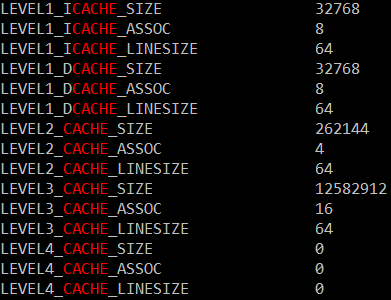 LEVEL1_ICACHE_SIZE 32768
LEVEL1_ICACHE_ASSOC 8
LEVEL1_ICACHE_LINESIZE 64
LEVEL1_DCACHE_SIZE 32768
LEVEL1_DCACHE_ASSOC 8
LEVEL1_DCACHE_LINESIZE 64
LEVEL2_CACHE_SIZE 262144
LEVEL2_CACHE_ASSOC 4
LEVEL2_CACHE_LINESIZE 64
LEVEL3_CACHE_SIZE 12582912
LEVEL3_CACHE_ASSOC 16
LEVEL3_CACHE_LINESIZE 64
LEVEL4_CACHE_SIZE 0
LEVEL4_CACHE_ASSOC 0
LEVEL4_CACHE_LINESIZE 0